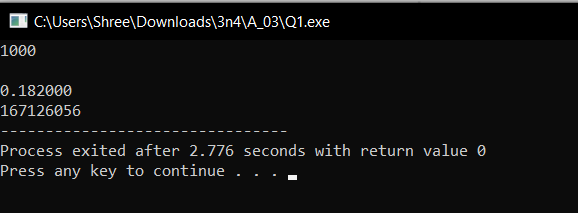 C:\Users\Shree\Downloads\3n4\A_03\Q1.exe
1000
0.182000
167126056
--------------------------------
Process exited after 2.776 seconds with return value 0
Press any key to continue . . .